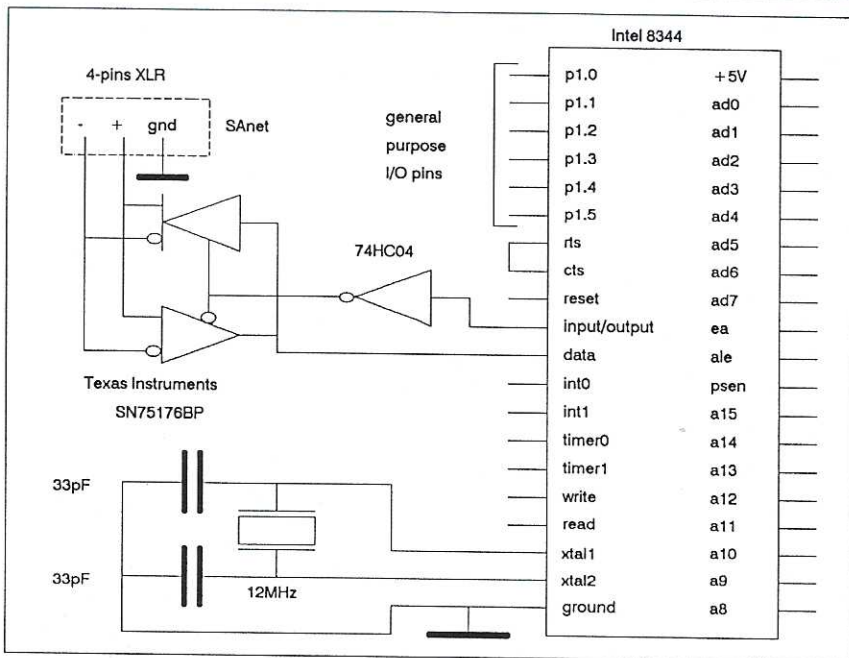 Intel 8344
4-pins XLR
- + gnd
SAnet
general
purpose
I/O pins
74HC04
Texas Instruments
SN75176BP
33pF
33pF
12MHz
p1.0 +5V
p1.1 ad0
p1.2 ad1
p1.3 ad2
p1.4 ad3
p1.5 ad4
rts ad5
cts ad6
reset ad7
input/output ea
data ale
int0 psen
int1 a15
timer0 a14
timer1 a13
write a12
read a11
xtal1 a10
xtal2 a9
ground a8